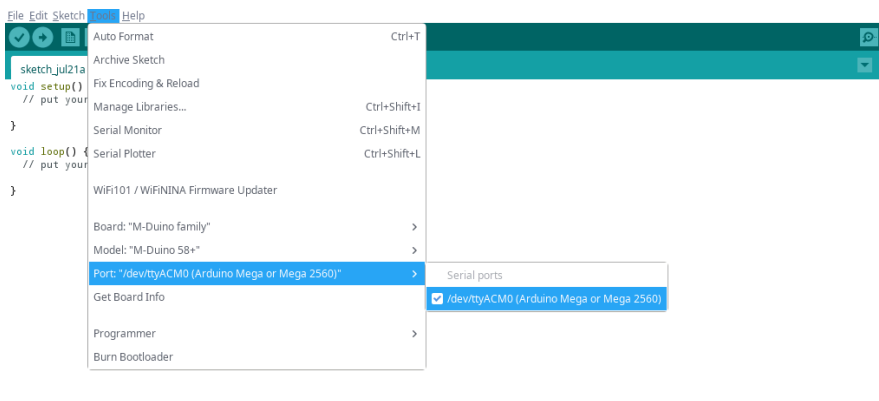 File Edit Sketch Tools Help
sketch_jul21a
void setup()
// put your
}
void loop() {
// put your
}
Auto Format Ctrl+T
Archive Sketch
Fix Encoding & Reload
Manage Libraries... Ctrl+Shift+I
Serial Monitor Ctrl+Shift+M
Serial Plotter Ctrl+Shift+L
WiFi101 / WiFiNINA Firmware Updater
Board: "M-Duino family"
Model: "M-Duino 58+"
Port: "/dev/ttyACM0 (Arduino Mega or Mega 2560)"
Get Board Info
Programmer
Burn Bootloader
Serial ports
/dev/ttyACM0 (Arduino Mega or Mega 2560)